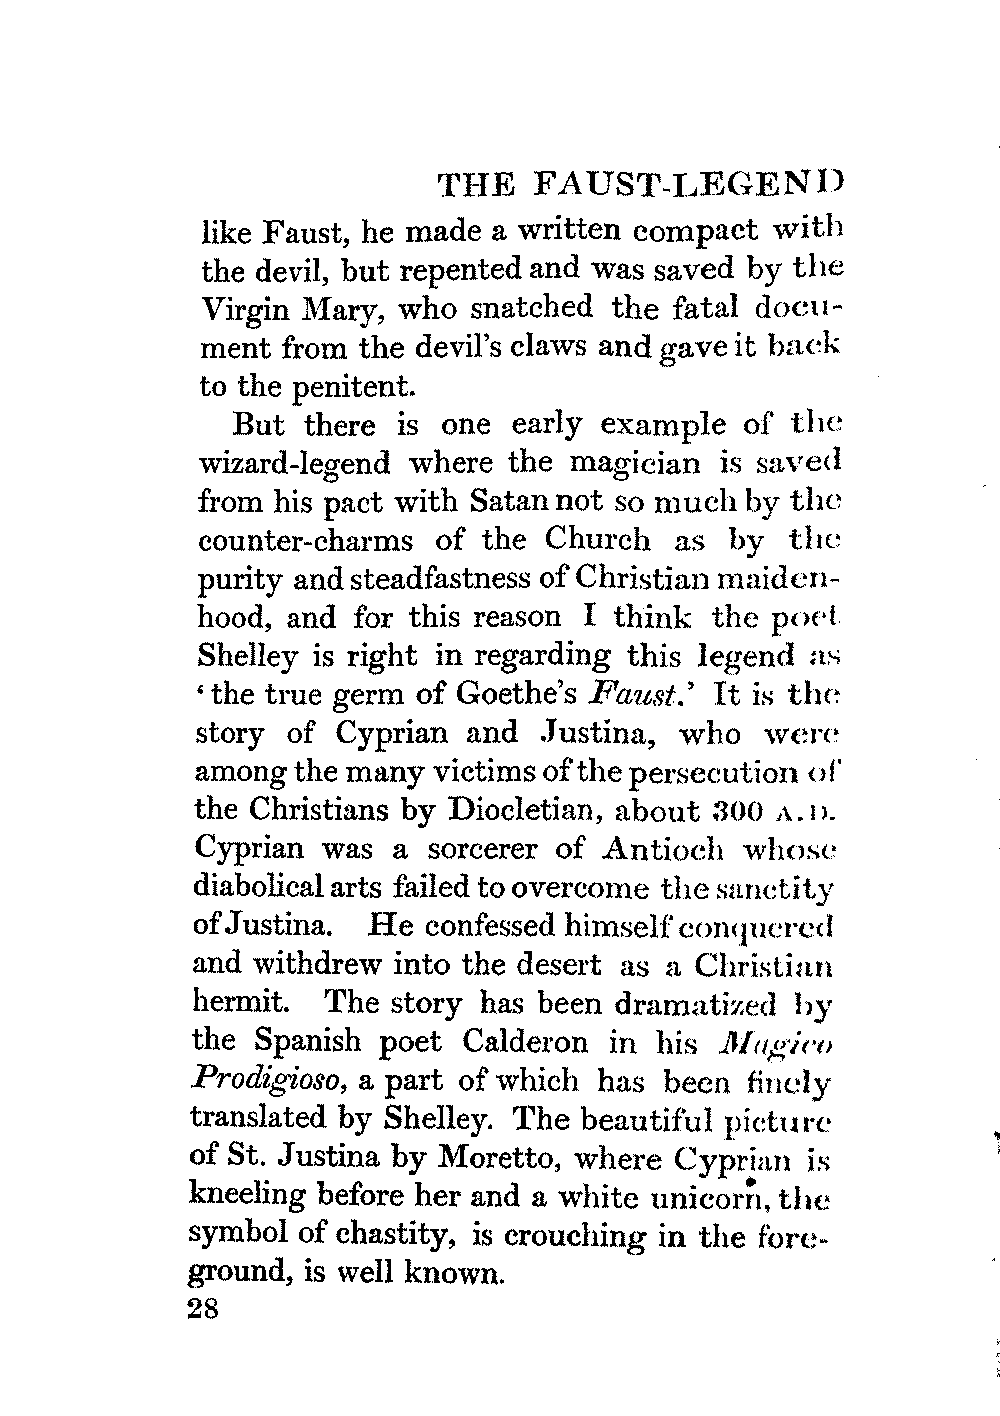 THE FAUST-LEGEND
like Faust, he made a written compact with
the devil, but repented and was saved by the
Virgin Mary, who snatched the fatal docu-
ment from the devil's claws and gave it back
to the penitent.
But there is one early example of the
wizard-legend where the magician is saved
from his pact with Satan not so much by the
counter-charms of the Church as by the
purity and steadfastness of Christian maiden-
hood, and for this reason I think the poet
Shelley is right in regarding this legend as
‘the true germ of Goethe's Faust.’ It is the
story of Cyprian and Justina, who were
among the many victims of the persecution of
the Christians by Diocletian, about 300 A.D.
Cyprian was a sorcerer of Antioch whose
diabolical arts failed to overcome the sanctity
of Justina. He confessed himself conquered
and withdrew into the desert as a Christian
hermit. The story has been dramatized by
the Spanish poet Calderon in his Magico
Prodigioso, a part of which has been finely
translated by Shelley. The beautiful picture
of St. Justina by Moretto, where Cyprian is
kneeling before her and a white unicorn, the
symbol of chastity, is crouching in the fore-
ground, is well known.
28